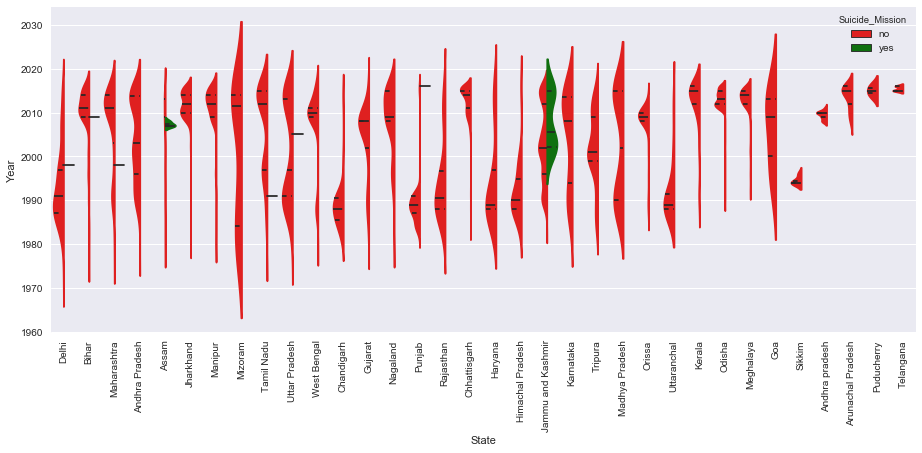 Suicide_Mission
no
yes
2030
2020
2010
2000
1990
1980
1970
1960
Year
Delhi
Bihar
Maharashtra
Andhra Pradesh
Assam
Jharkhand
Manipur
Mizoram
Tamil Nadu
Uttar Pradesh
West Bengal
Chandigarh
Gujarat
Nagaland
Punjab
Rajasthan
Chhattisgarh
Haryana
Himachal Pradesh
Jammu and Kashmir
Karnataka
Tripura
Madhya Pradesh
Orissa
Uttaranchal
Kerala
Odisha
Meghalaya
Goa
Sikkim
Andhra pradesh
Arunachal Pradesh
Puducherry
Telangana
State